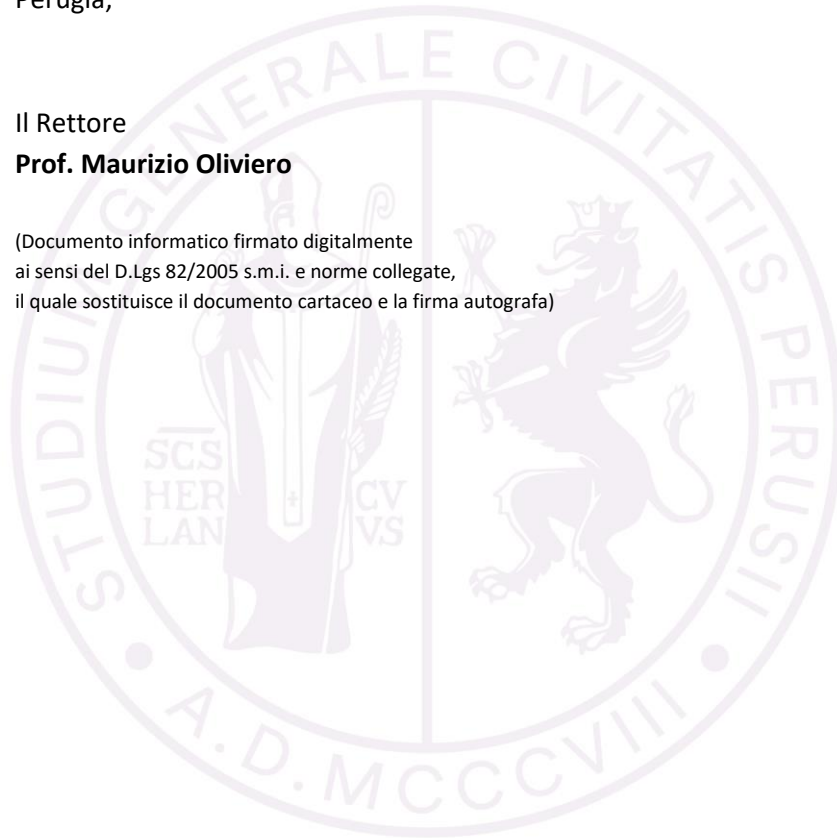 Perugia,
Il Rettore
Prof. Maurizio Oliviero
(Documento informatico firmato digitalmente
ai sensi del D.Lgs 82/2005 s.m.i. e norme collegate,
il quale sostituisce il documento cartaceo e la firma autografa)
STUDIUM GENERALE CIVITATIS PERUSII
SCS
HER CV
LAN VS
• A.D. MCCCVIII •